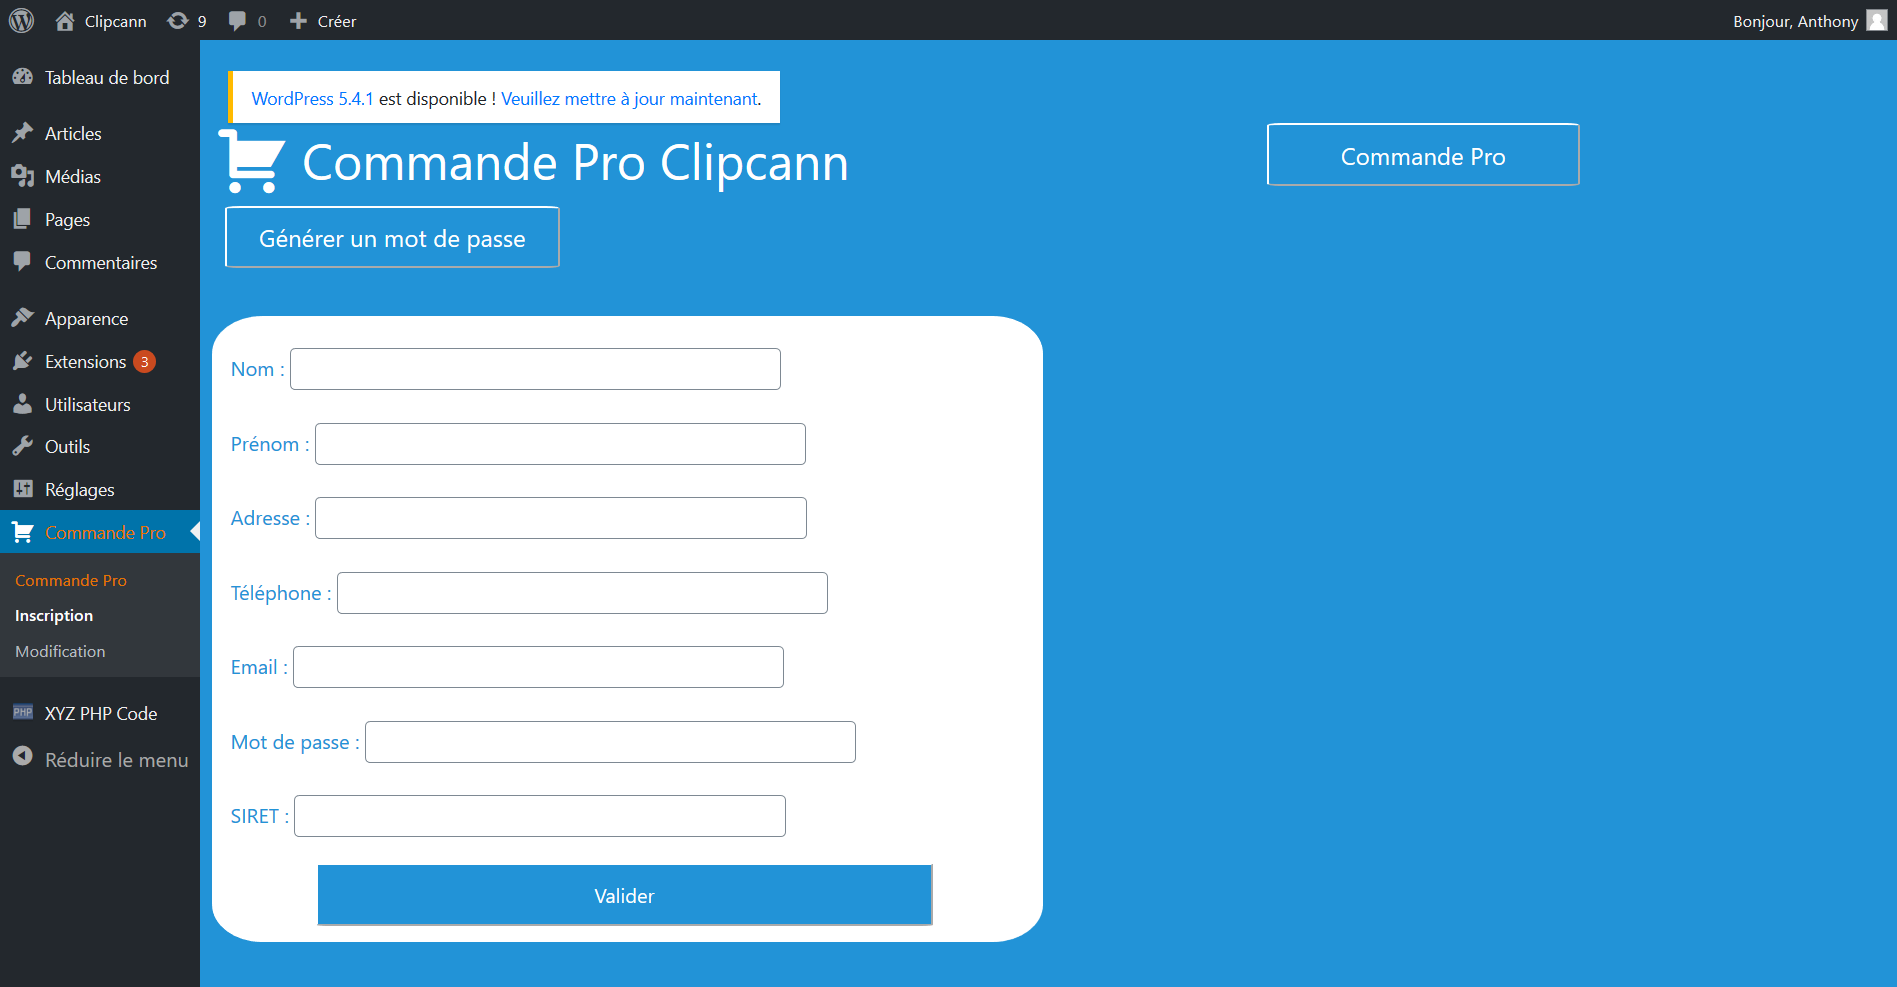 Clipcann 9 0 Créer Bonjour, Anthony
Tableau de bord
Articles
Médias
Pages
Commentaires
Apparence
Extensions 3
Utilisateurs
Outils
Réglages
Commande Pro
Commande Pro
Inscription
Modification
PHP XYZ PHP Code
Réduire le menu
WordPress 5.4.1 est disponible ! Veuillez mettre à jour maintenant.
Commande Pro Clipcann
Commande Pro
Générer un mot de passe
Nom :
Prénom :
Adresse :
Téléphone :
Email :
Mot de passe :
SIRET :
Valider